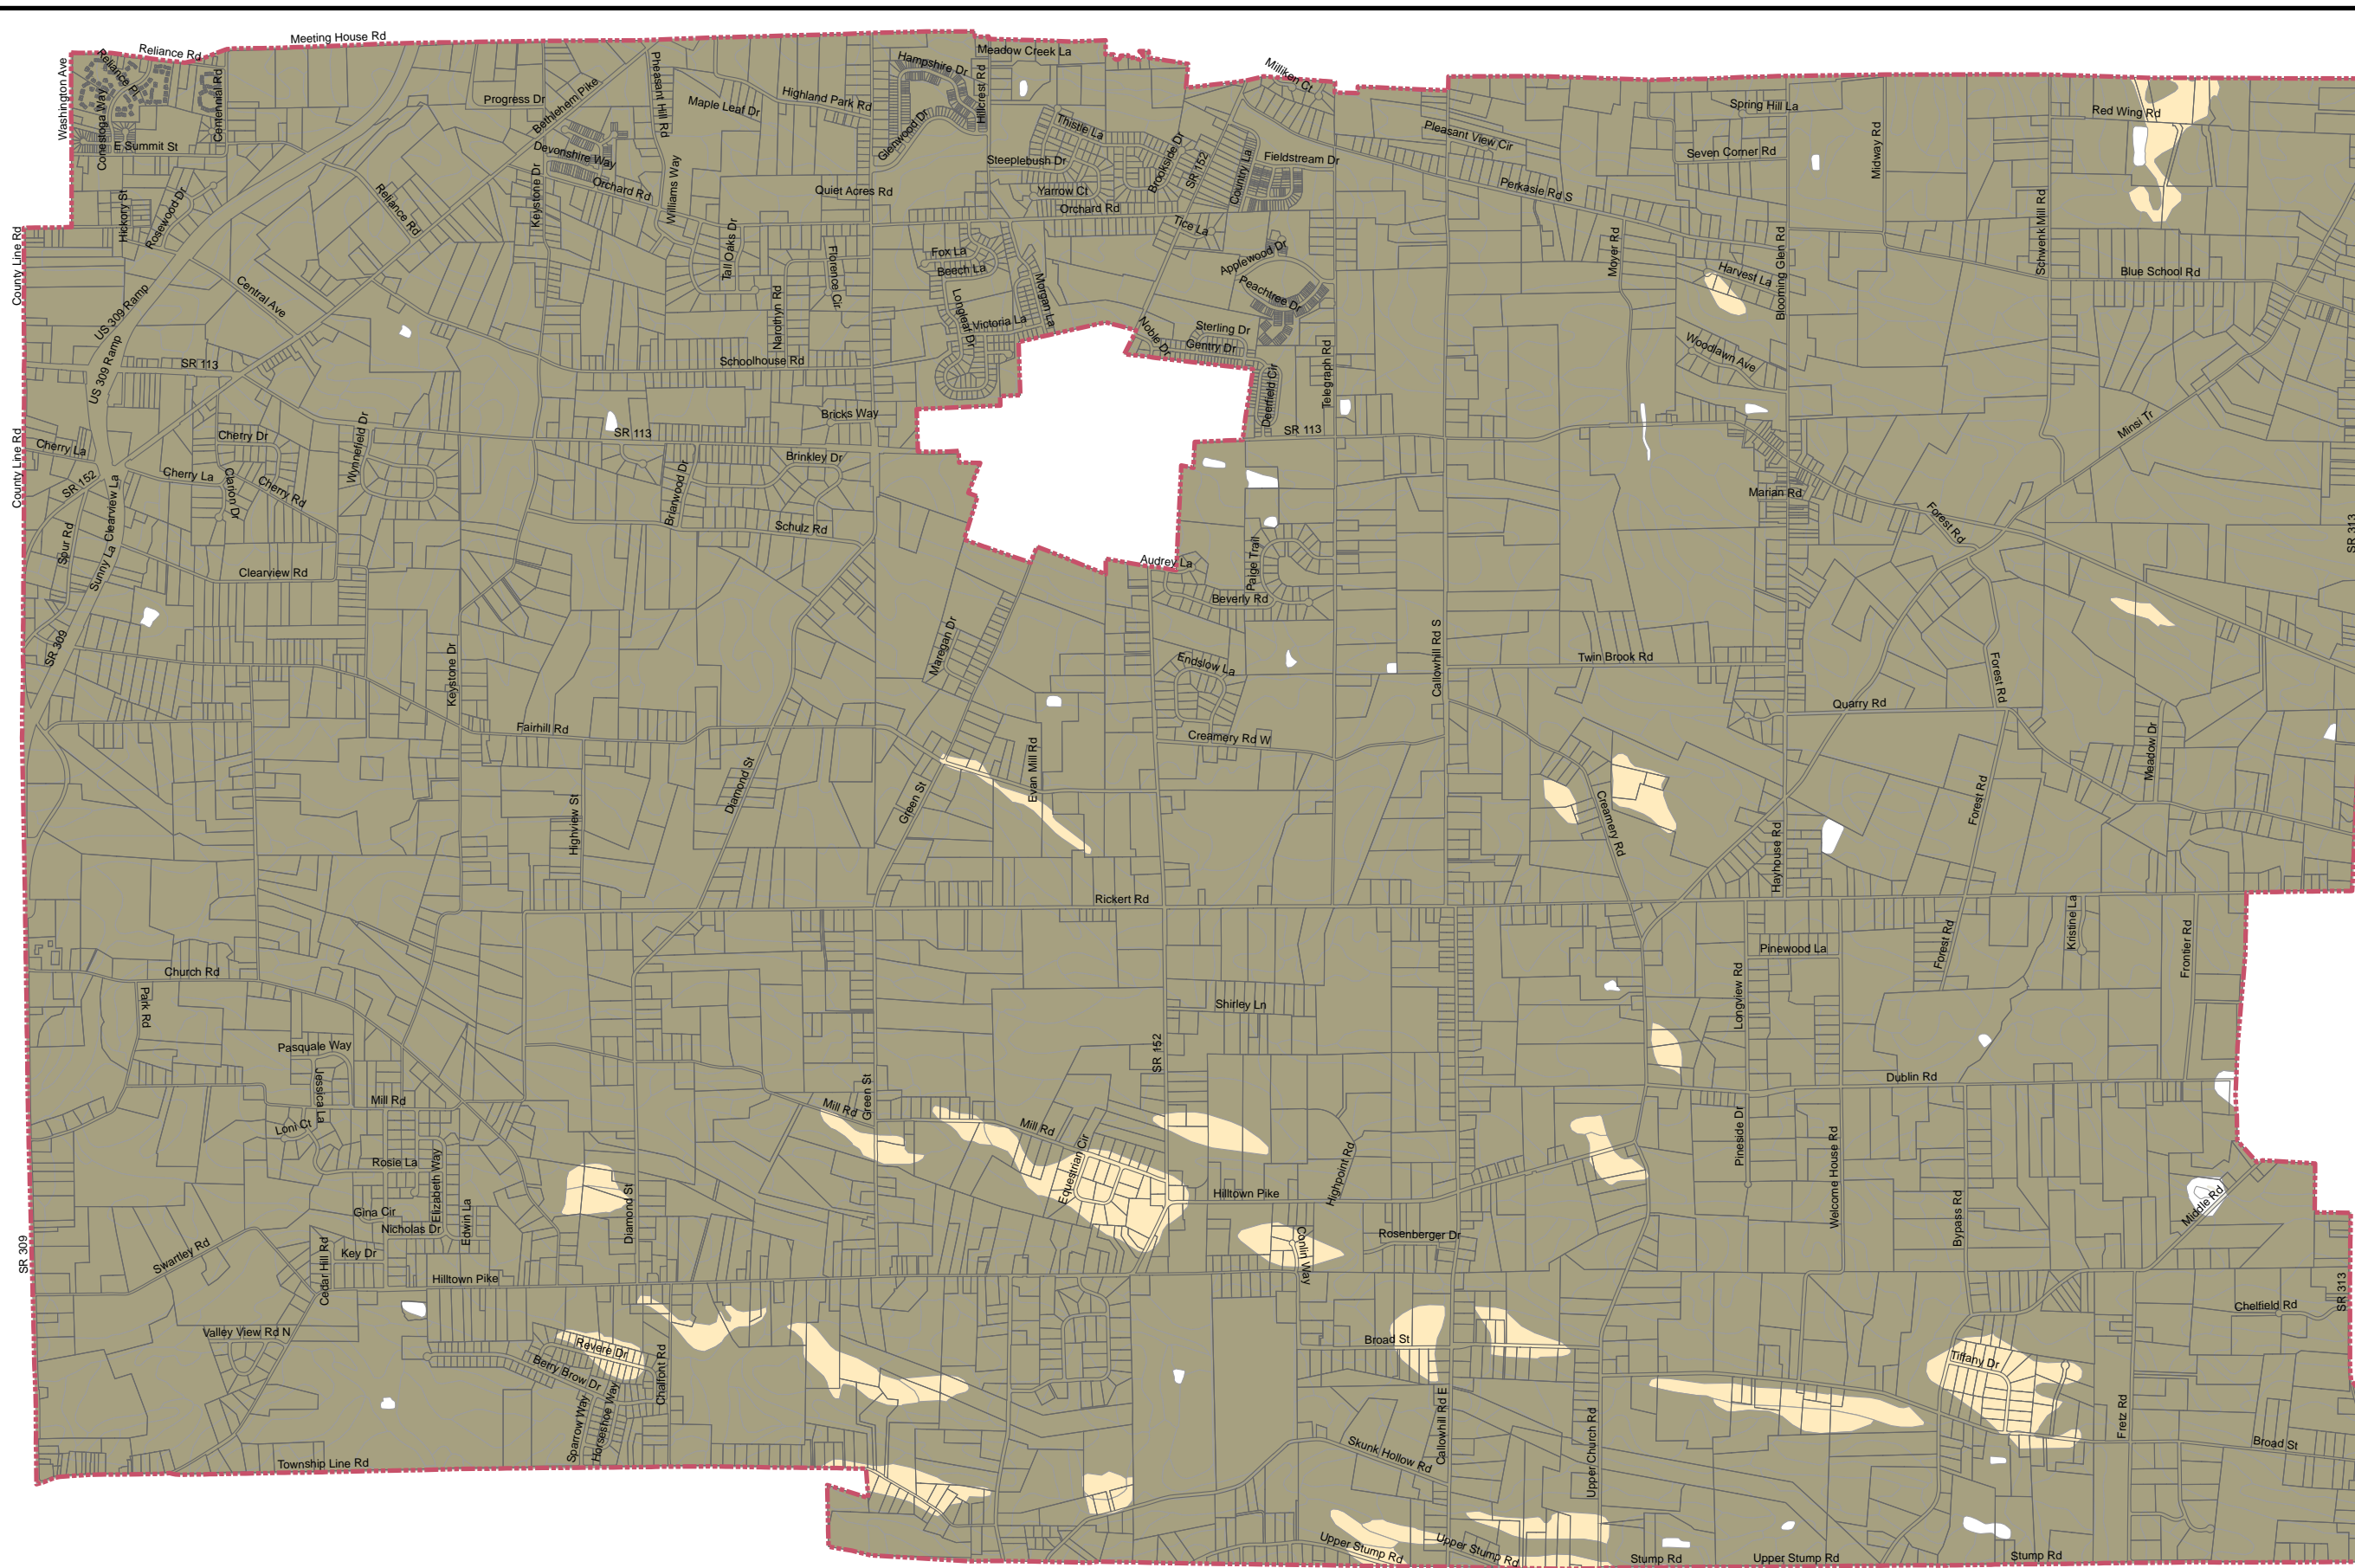 Meeting House Rd
Reliance Rd
Meadow Creek La
Washington Ave
Reliance Pl
Conestoga Way
Centennial Rd
Hampshire Dr
Hillcrest Rd
Milliken Ct
Pheasant Hill Rd
Bethlehem Pike
Progress Dr
Maple Leaf Dr
Highland Park Rd
Glenwood Dr
Thistle La
Spring Hill La
Red Wing Rd
Pleasant View Cir
Midway Rd
E Summit St
Devonshire Way
Steeplebush Dr
Brookside Dr
SR 152
Country La
Fieldstream Dr
Seven Corner Rd
Hickory St
Rosewood Dr
Reliance Rd
Keystone Dr
Orchard Rd
Williams Way
Quiet Acres Rd
Yarrow Ct
Orchard Rd
Perkasie Rd S
Schwenk Mill Rd
County Line Rd
Tall Oaks Dr
Tice La
Moyer Rd
Blooming Glen Rd
Fox La
Beech La
Florence Cir
Applewood Dr
Peachtree Dr
Harvest La
Blue School Rd
US 309 Ramp
Central Ave
Narothyn Rd
Longleaf Dr
Morgan La
Victoria La
Noble Dr
Sterling Dr
Gentry Dr
Woodlawn Ave
US 309 Ramp
SR 113
Schoolhouse Rd
Telegraph Rd
Deerfield Cir
Bricks Way
SR 113
SR 113
Minsi Tr
County Line Rd
Cherry La
Cherry Dr
Wynnefield Dr
Brinkley Dr
SR 152
Clearview La
Cherry La
Clarion Dr
Cherry Rd
Briarwood Dr
Schulz Rd
Marian Rd
Forest Rd
SR 313
Spur Rd
Sunny La
Clearview Rd
Audrey La
Paige Trail
Beverly Rd
SR 309
Maregan Dr
Endslow La
Callowhill Rd S
Twin Brook Rd
Forest Rd
Keystone Dr
Fairhill Rd
Creamery Rd W
Quarry Rd
Meadow Dr
Diamond St
Green St
Evan Mill Rd
Highview St
Creamery Rd
Hayhouse Rd
Forest Rd
Rickert Rd
Kristine La
Frontier Rd
Forest Rd
Pinewood La
Longview Rd
Church Rd
Park Rd
Shirley Ln
Pasquale Way
SR 152
Jessica La
Mill Rd
Green St
Mill Rd
Dublin Rd
Loni Ct
Mill Rd
Pineside Dr
Welcome House Rd
Rosie La
Elizabeth Way
Equestrian Cir
Highpoint Rd
Hilltown Pike
Gina Cir
Nicholas Dr
Edwin La
Diamond St
Bypass Rd
Middle Rd
SR 309
Swartley Rd
Cedar Hill Rd
Key Dr
Conlin Way
Rosenberger Dr
Hilltown Pike
SR 313
Chelfield Rd
Valley View Rd N
Revere Dr
Berry Brow Dr
Chalfont Rd
Broad St
Tiffany Dr
Sparrow Way
Horseshoe Way
Callowhill Rd E
Upper Church Rd
Fretz Rd
Broad St
Skunk Hollow Rd
Township Line Rd
Upper Stump Rd
Upper Stump Rd
Stump Rd
Upper Stump Rd
Stump Rd